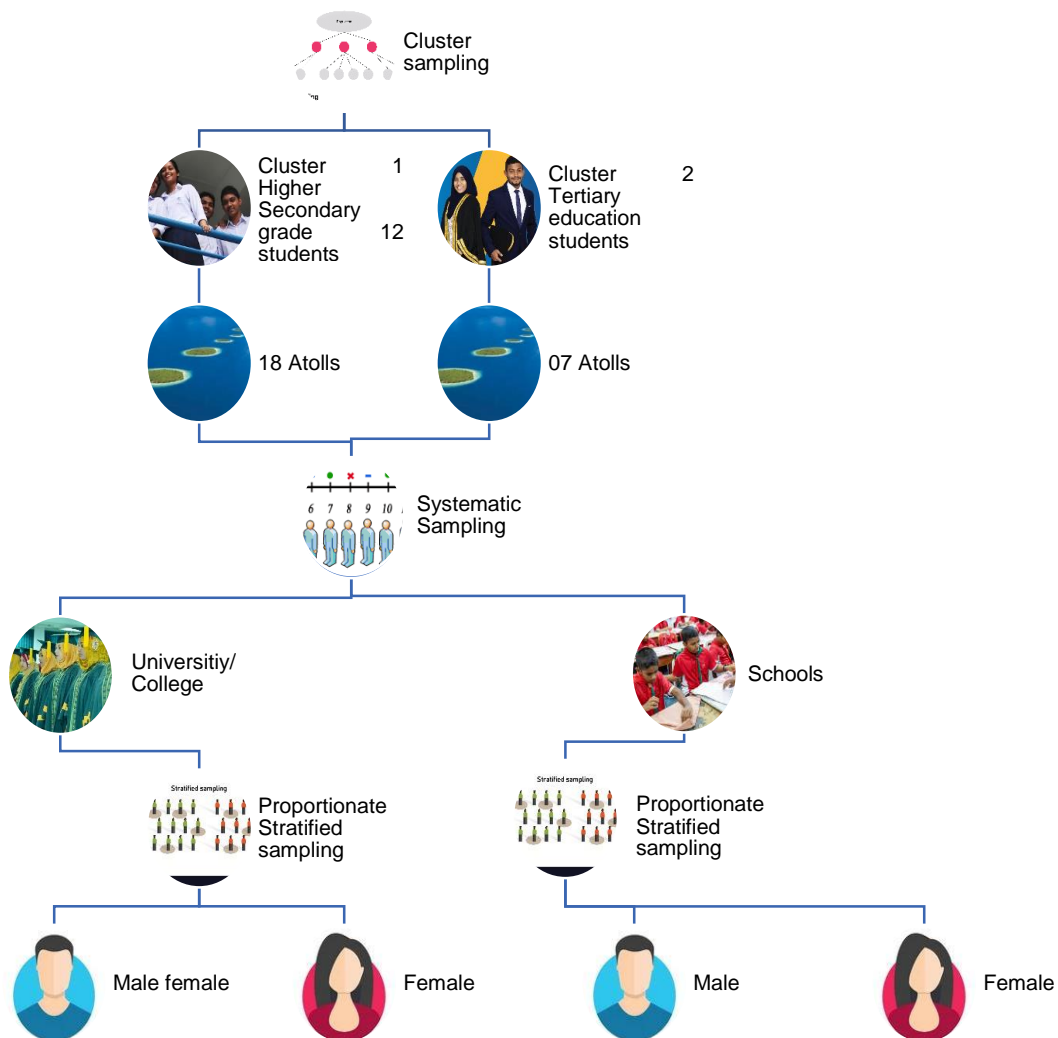 Cluster
sampling
Cluster 1
Higher
Secondary
grade 12
students
Cluster 2
Tertiary
education
students
18 Atolls
07 Atolls
6 7 8 9 10
Systematic
Sampling
Universitiy/
College
Schools
Stratified sampling
Proportionate
Stratified
sampling
Stratified sampling
Proportionate
Stratified
sampling
Male female
Female
Male
Female